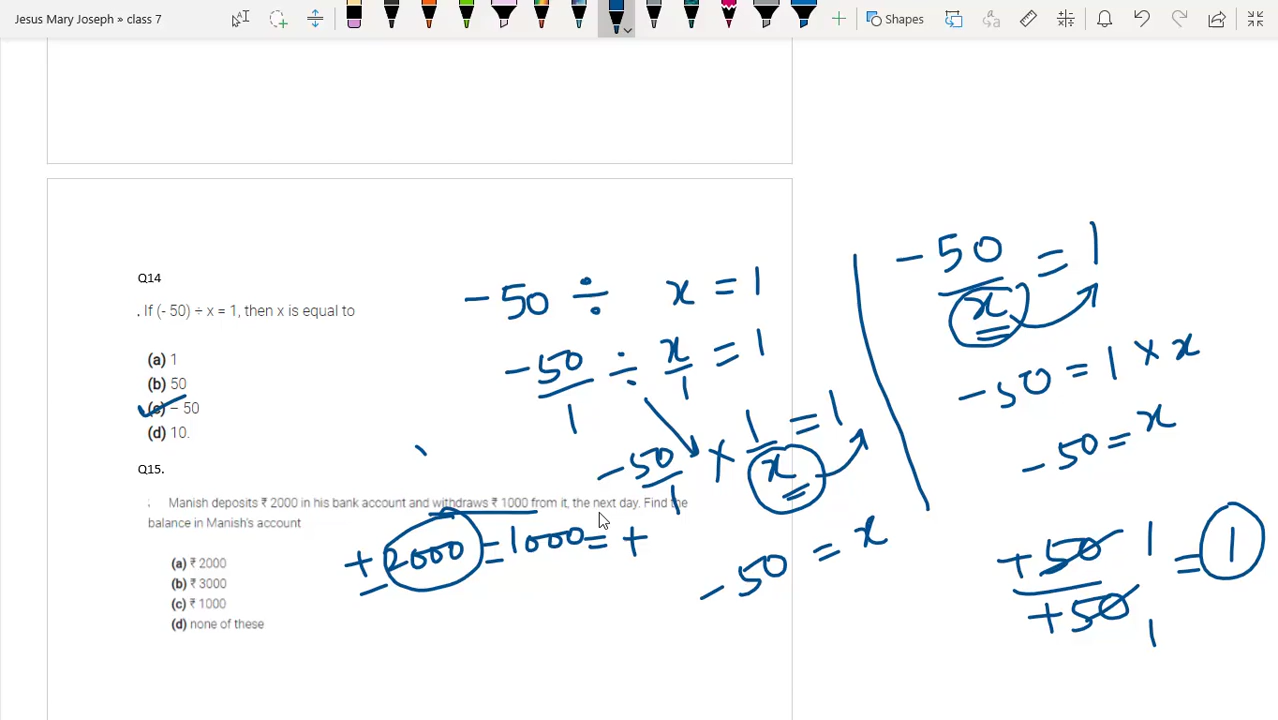 Jesus Mary Joseph » class 7
Shapes
Q14
. If (- 50) ÷ x = 1, then x is equal to
(a) 1
(b) 50
(c) – 50
(d) 10.
Q15.
: Manish deposits ₹ 2000 in his bank account and withdraws ₹ 1000 from it, the next day. Find the
balance in Manish's account
(a) ₹ 2000
(b) ₹ 3000
(c) ₹ 1000
(d) none of these
-50 ÷ x = 1
-50/1 ÷ x/1 = 1
-50/1 × 1/x = 1
-50 = x
+2000 = 1000 = +
-50/x = 1
-50 = 1 × x
-50 = x
+50/+50 1/1 = 1